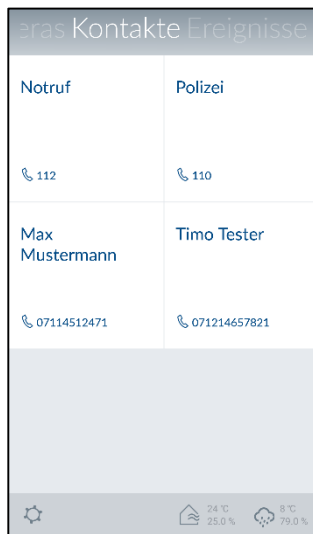 eras Kontakte Ereignisse
Notruf
Polizei
112
110
Max
Mustermann
Timo Tester
07114512471
071214657821
24 °C
25.0 %
8 °C
79.0 %